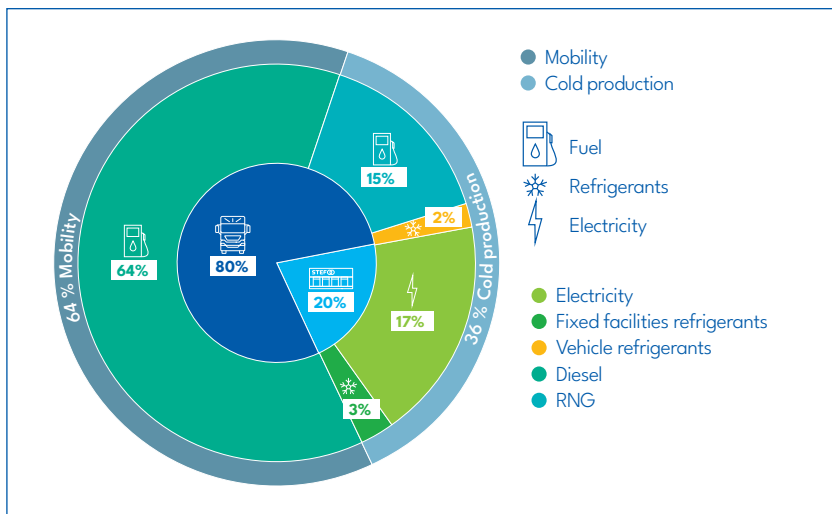 Mobility
Cold production
Fuel
Refrigerants
Electricity
Electricity
Fixed facilities refrigerants
Vehicle refrigerants
Diesel
RNG
64 % Mobility
36 % Cold production
15%
2%
64%
80%
STEF
20%
17%
3%